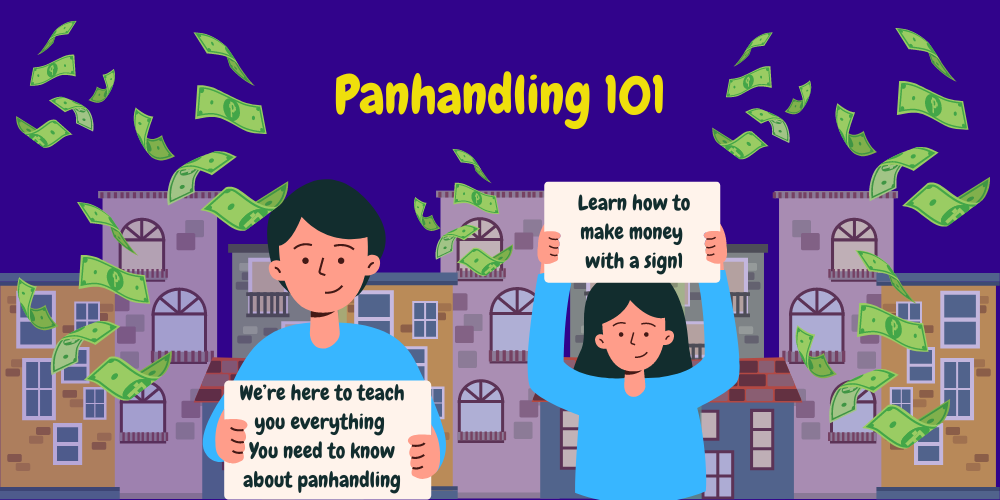 Panhandling 101
Learn how to
make money
with a sign1
We're here to teach
you everything
You need to know
about panhandling